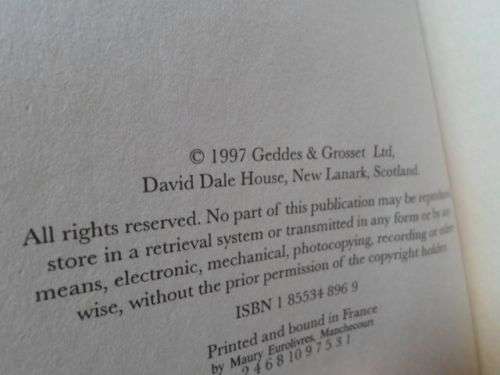 © 1997 Geddes & Grosset Ltd,
David Dale House, New Lanark, Scotland.
All rights reserved. No part of this publication may be
store in a retrieval system or transmitted in any form or by
means, electronic, mechanical, photocopying, recording or
wise, without the prior permission of the copyright
ISBN 1 85534 896 9
Printed and bound in France
by Maury Eurolivres, Manchecourt
2 4 6 8 10 9 7 5 3 1